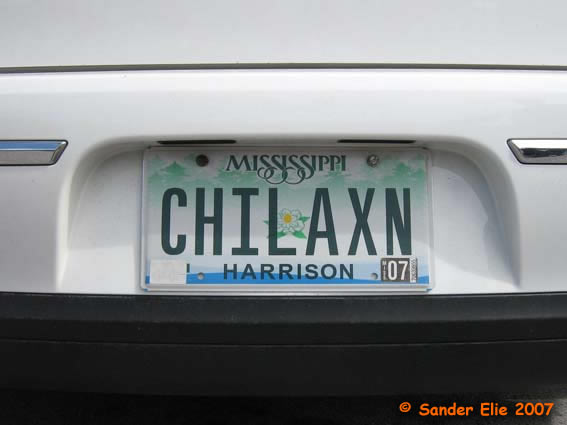 MISSISSIPPI
CHILAXN
HARRISON
07
© Sander Elie 2007